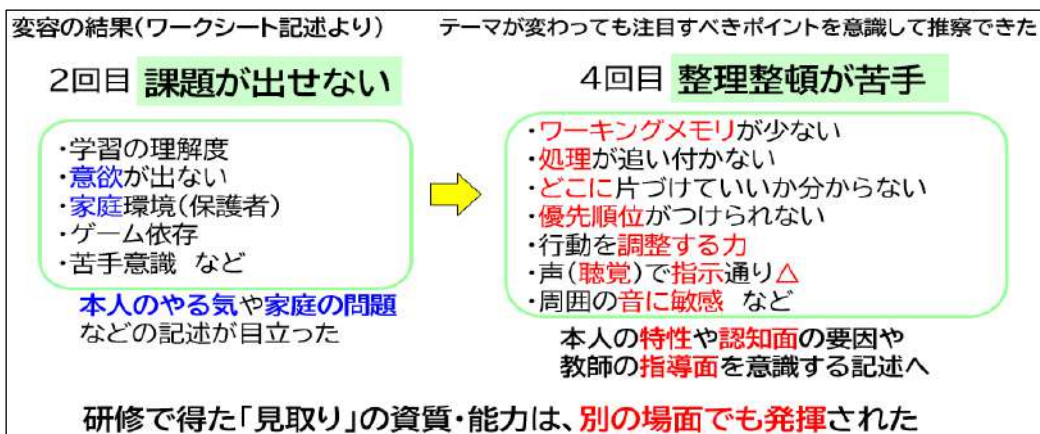 変容の結果(ワークシート記述より)
テーマが変わっても注目すべきポイントを意識して推察できた
2回目 課題が出せない
・学習の理解度
・意欲が出ない
・家庭環境(保護者)
・ゲーム依存
・苦手意識 など
本人のやる気や家庭の問題
などの記述が目立った
4回目 整理整頓が苦手
・ワーキングメモリが少ない
・処理が追い付かない
・どこに片づけていいか分からない
・優先順位がつけられない
・行動を調整する力
・声(聴覚)で指示通り△
・周囲の音に敏感 など
本人の特性や認知面の要因や
教師の指導面を意識する記述へ
研修で得た「見取り」の資質・能力は、別の場面でも発揮された